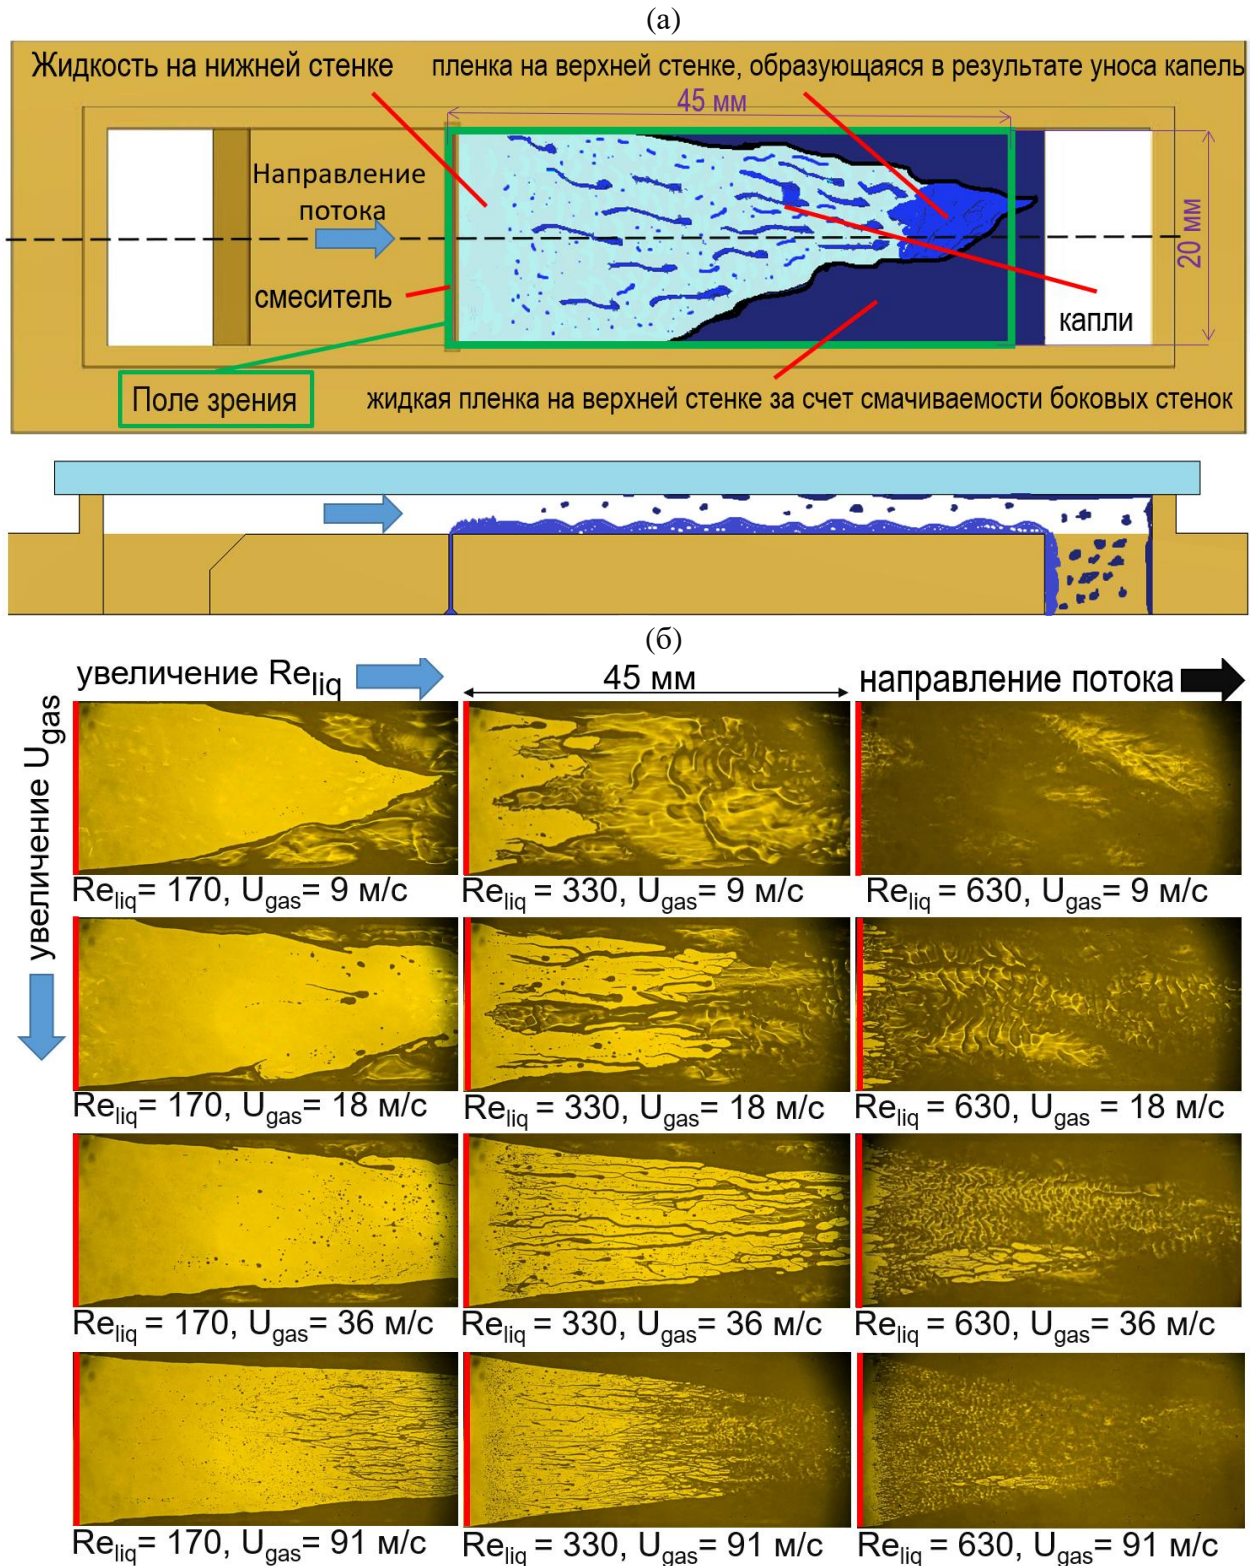 (а)
Жидкость на нижней стенке
пленка на верхней стенке, образующаяся в результате уноса капель
45 мм
Направление
потока
20 мм
смеситель
капли
Поле зрения
жидкая пленка на верхней стенке за счет смачиваемости боковых стенок
(б)
увеличение Reliq
45 мм
направление потока
увеличение Ugas
Reliq= 170, Ugas= 9 м/с
Reliq= 330, Ugas= 9 м/с
Reliq= 630, Ugas= 9 м/с
Reliq= 170, Ugas= 18 м/с
Reliq= 330, Ugas= 18 м/с
Reliq= 630, Ugas = 18 м/с
Reliq = 170, Ugas= 36 м/с
Reliq = 330, Ugas= 36 м/с
Reliq = 630, Ugas= 36 м/с
Reliq = 170, Ugas= 91 м/с
Reliq = 330, Ugas= 91 м/с
Reliq = 630, Ugas= 91 м/с